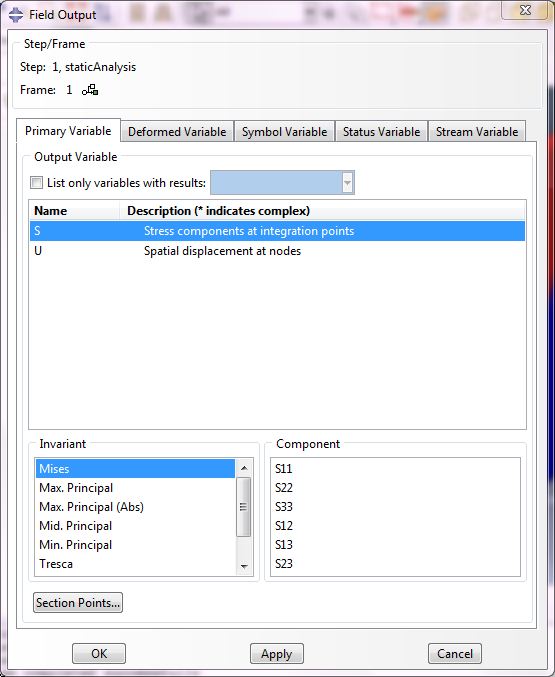 Field Output
Step/Frame
Step: 1, staticAnalysis
Frame: 1
Primary Variable Deformed Variable Symbol Variable Status Variable Stream Variable
Output Variable
List only variables with results:
Name Description (* indicates complex)
S Stress components at integration points
U Spatial displacement at nodes
Invariant
Mises
Max. Principal
Max. Principal (Abs)
Mid. Principal
Min. Principal
Tresca
Component
S11
S22
S33
S12
S13
S23
Section Points...
OK Apply Cancel